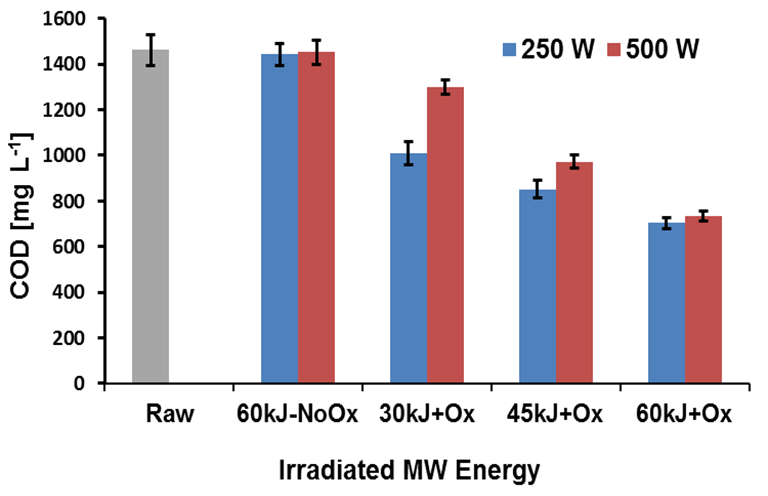 1600
1400
1200
1000
800
600
400
200
0
COD [mg L-1]
250 W
500 W
Raw
60kJ-NoOx
30kJ+Ox
45kJ+Ox
60kJ+Ox
Irradiated MW Energy